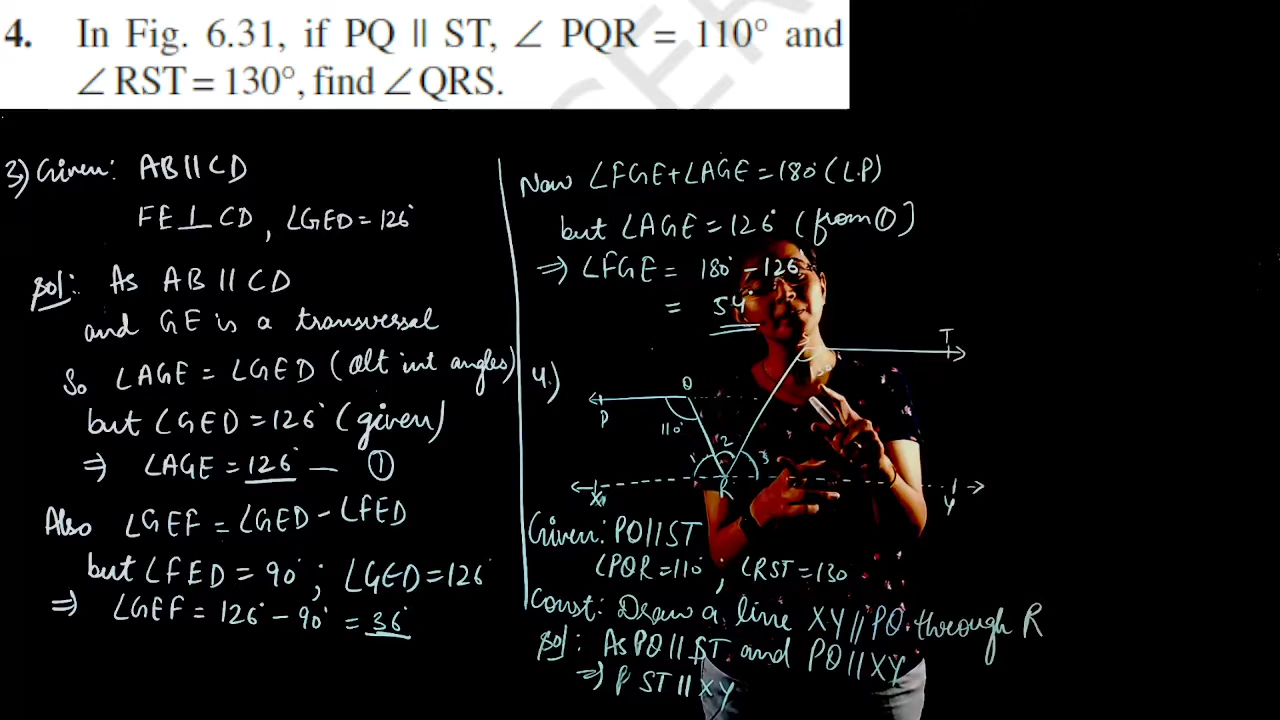 4. In Fig. 6.31, if PQ || ST, ∠ PQR = 110° and
∠ RST = 130°, find ∠ QRS.
3) Given: AB || CD
FE ⊥ CD, ∠GED = 126°
Sol: As AB || CD
and GE is a transversal
So ∠AGE = ∠GED (alt int angles)
but ∠GED = 126° (given)
⇒ ∠AGE = 126° — ①
Also ∠GEF = ∠GED - ∠FED
but ∠FED = 90° ; ∠GED = 126°
⇒ ∠GEF = 126° - 90° = 36°
Now ∠FGE + ∠AGE = 180° (L.P)
but ∠AGE = 126° (from ①)
⇒ ∠FGE = 180° - 126°
= 54°
4.)
T
Q
P
110°
1 2 3
X R Y
Given: PQ || ST
∠PQR = 110°, ∠RST = 130
Const: Draw a line XY || PQ through R
Sol: As PQ || ST and PQ || XY
⇒ ST || XY